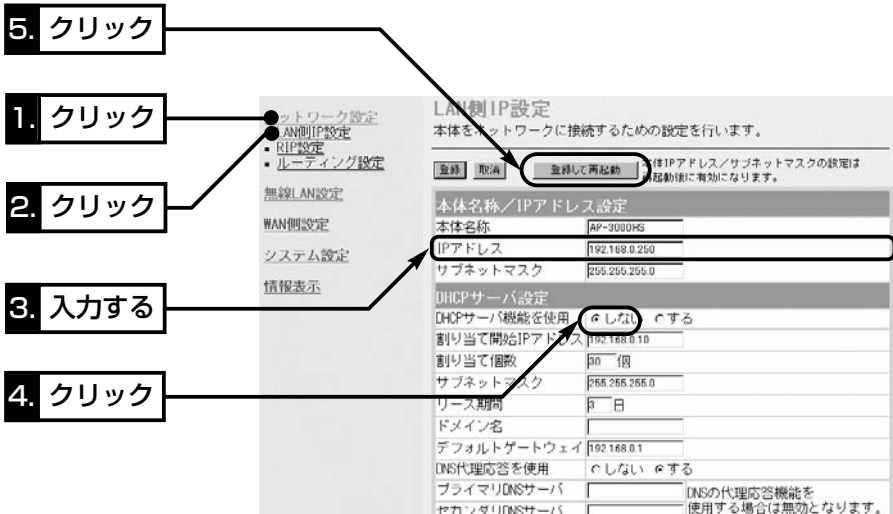 5. クリック
1. クリック
2. クリック
3. 入力する
4. クリック
ットワーク設定
LAN側IP設定
▪ RIP設定
▪ ルーティング設定
無線LAN設定
WAN側設定
システム設定
情報表示
LAN側IP設定
本体をネットワークに接続するための設定を行います。
登録 取消 登録して再起動 本体IPアドレス／サブネットマスクの設定は
再起動後に有効になります。
本体名称／IPアドレス設定
本体名称 AP-3000HS
IPアドレス 192.168.0.250
サブネットマスク 255.255.255.0
DHCPサーバ設定
DHCPサーバ機能を使用 しない する
割り当て開始IPアドレス 192.168.0.10
割り当て個数 30 個
サブネットマスク 255.255.255.0
リース期間 3 日
ドメイン名
デフォルトゲートウェイ 192.168.0.1
DNS代理応答を使用 しない する
プライマリDNSサーバ DNSの代理応答機能を
セカンダリDNSサーバ 使用する場合は無効となります。